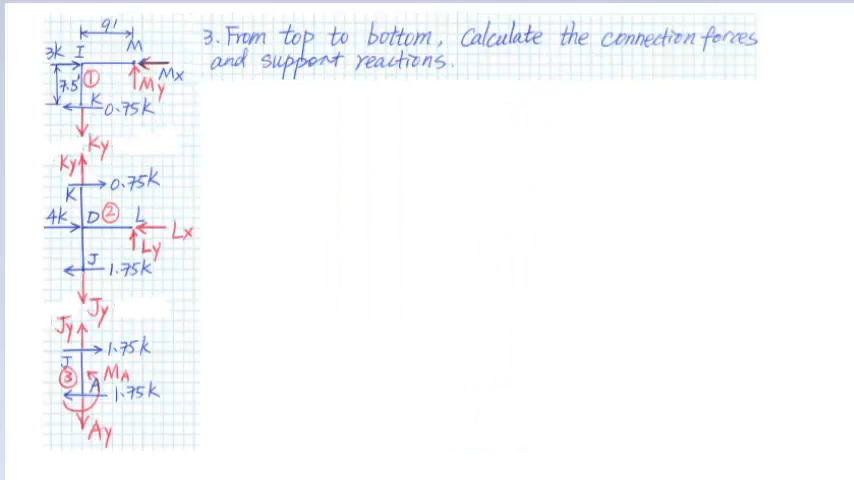 9'
3. From top to bottom, Calculate the connection forces
and support reactions.
3k I M
Mx
7.5' ① My
K 0.75k
Ky
Ky
0.75k
K
4k D ② L
Lx
Ly
J
1.75k
Jy
Jy
1.75k
J
③ MA
A 1.75k
Ay